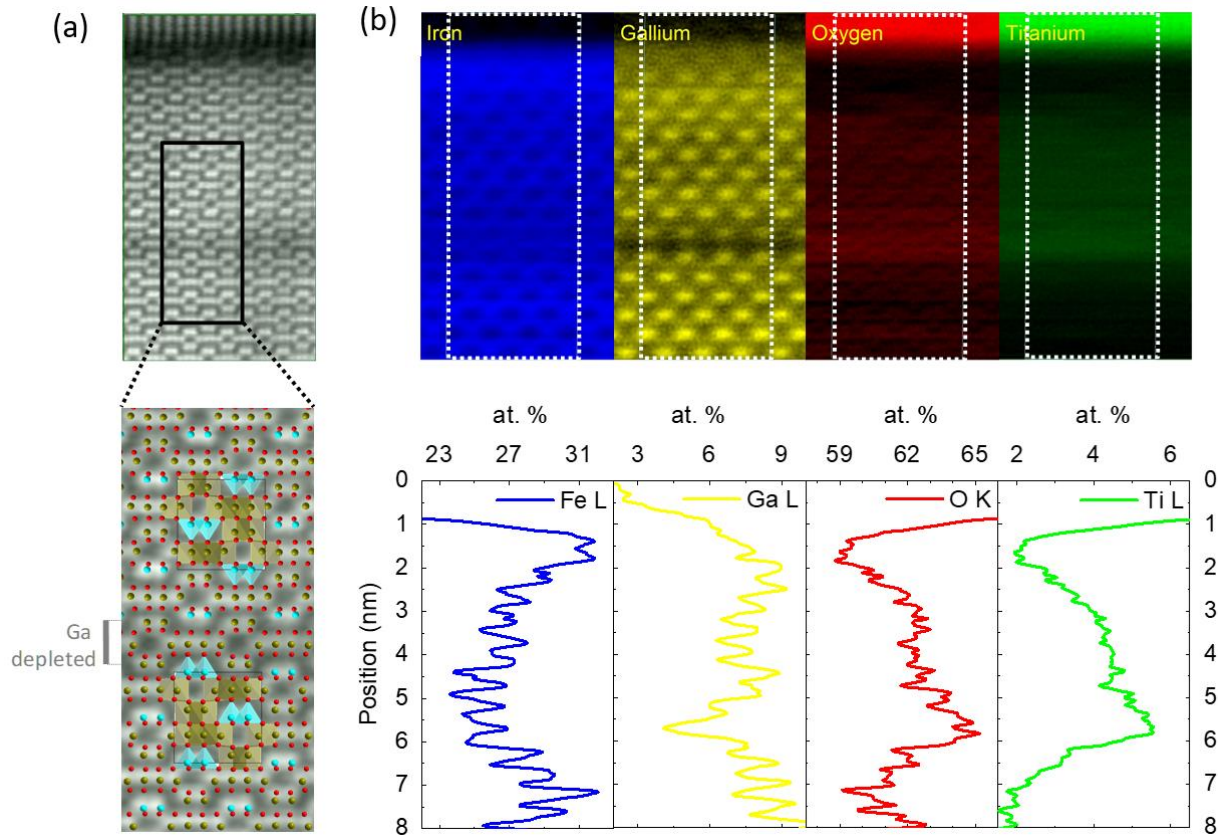 (a)
(b)
Iron
Gallium
Oxygen
Titanium
Ga
depleted
at. %
at. %
at. %
at. %
23 27 31
3 6 9
59 62 65
2 4 6
Fe L
Ga L
O K
Ti L
Position (nm)
0
1
2
3
4
5
6
7
8
0
1
2
3
4
5
6
7
8